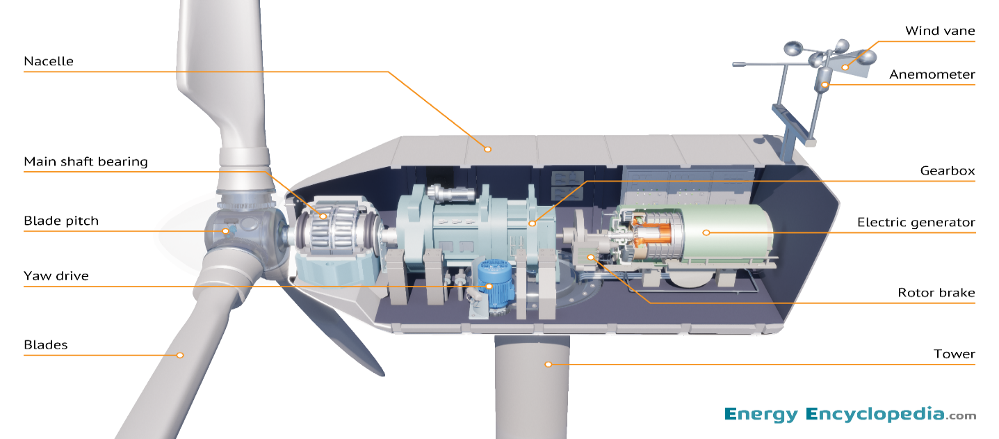 Nacelle
Main shaft bearing
Blade pitch
Yaw drive
Blades
Wind vane
Anemometer
Gearbox
Electric generator
Rotor brake
Tower
Energy Encyclopedia.com